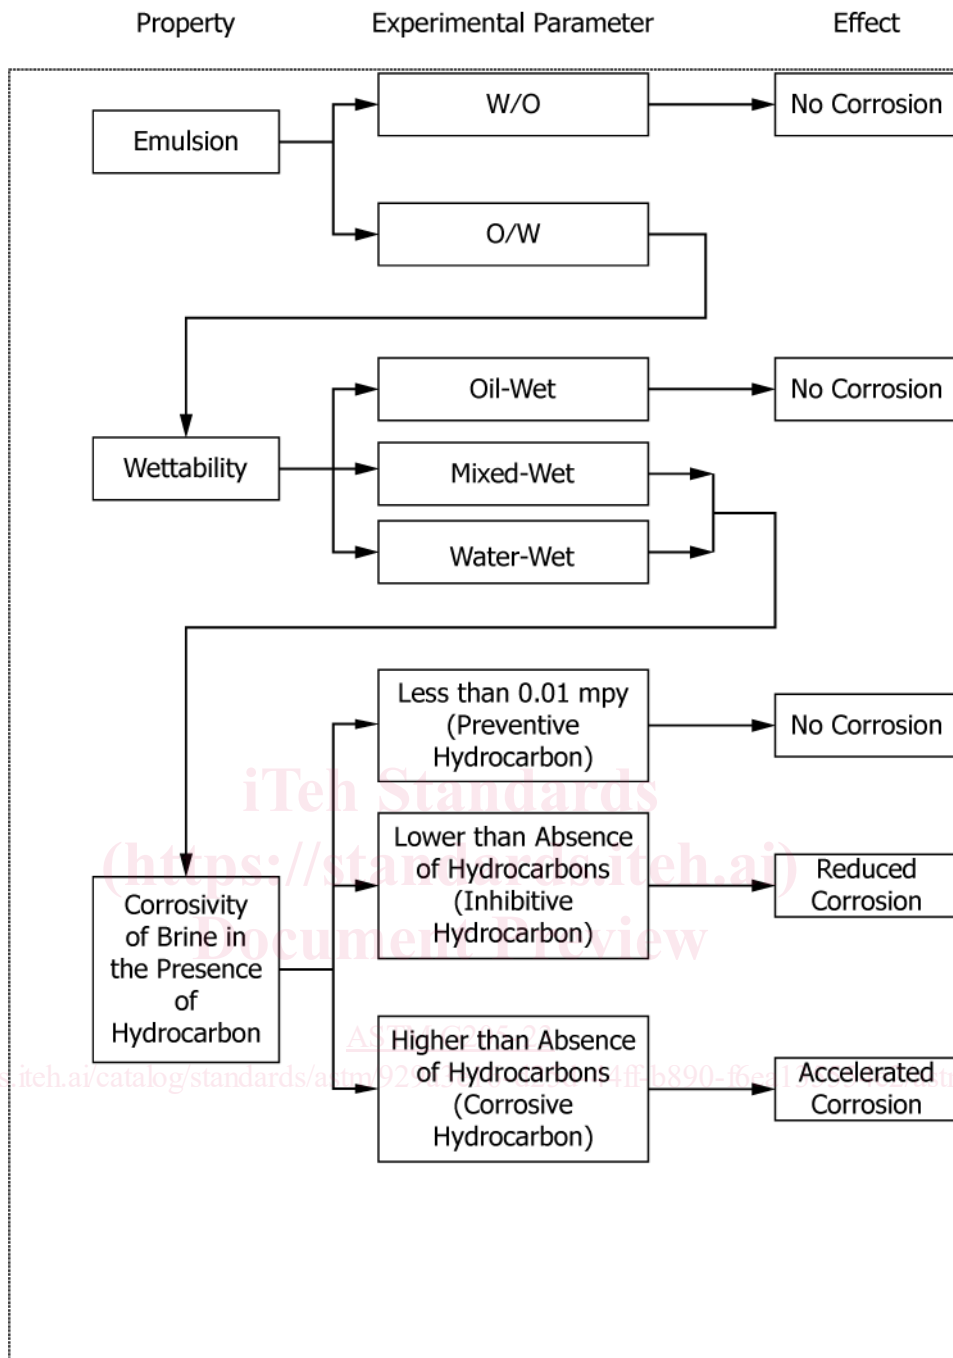 Property Experimental Parameter Effect
W/O
No Corrosion
Emulsion
O/W
Oil-Wet
No Corrosion
Wettability
Mixed-Wet
Water-Wet
Less than 0.01 mpy
(Preventive
Hydrocarbon)
No Corrosion
iTeh Standards
(https://standards.iteh.ai)
Document Preview
Lower than Absence
of Hydrocarbons
(Inhibitive
Hydrocarbon)
Reduced
Corrosion
Corrosivity
of Brine in
the Presence
of
Hydrocarbon
Higher than Absence
of Hydrocarbons
(Corrosive
Hydrocarbon)
Accelerated
Corrosion